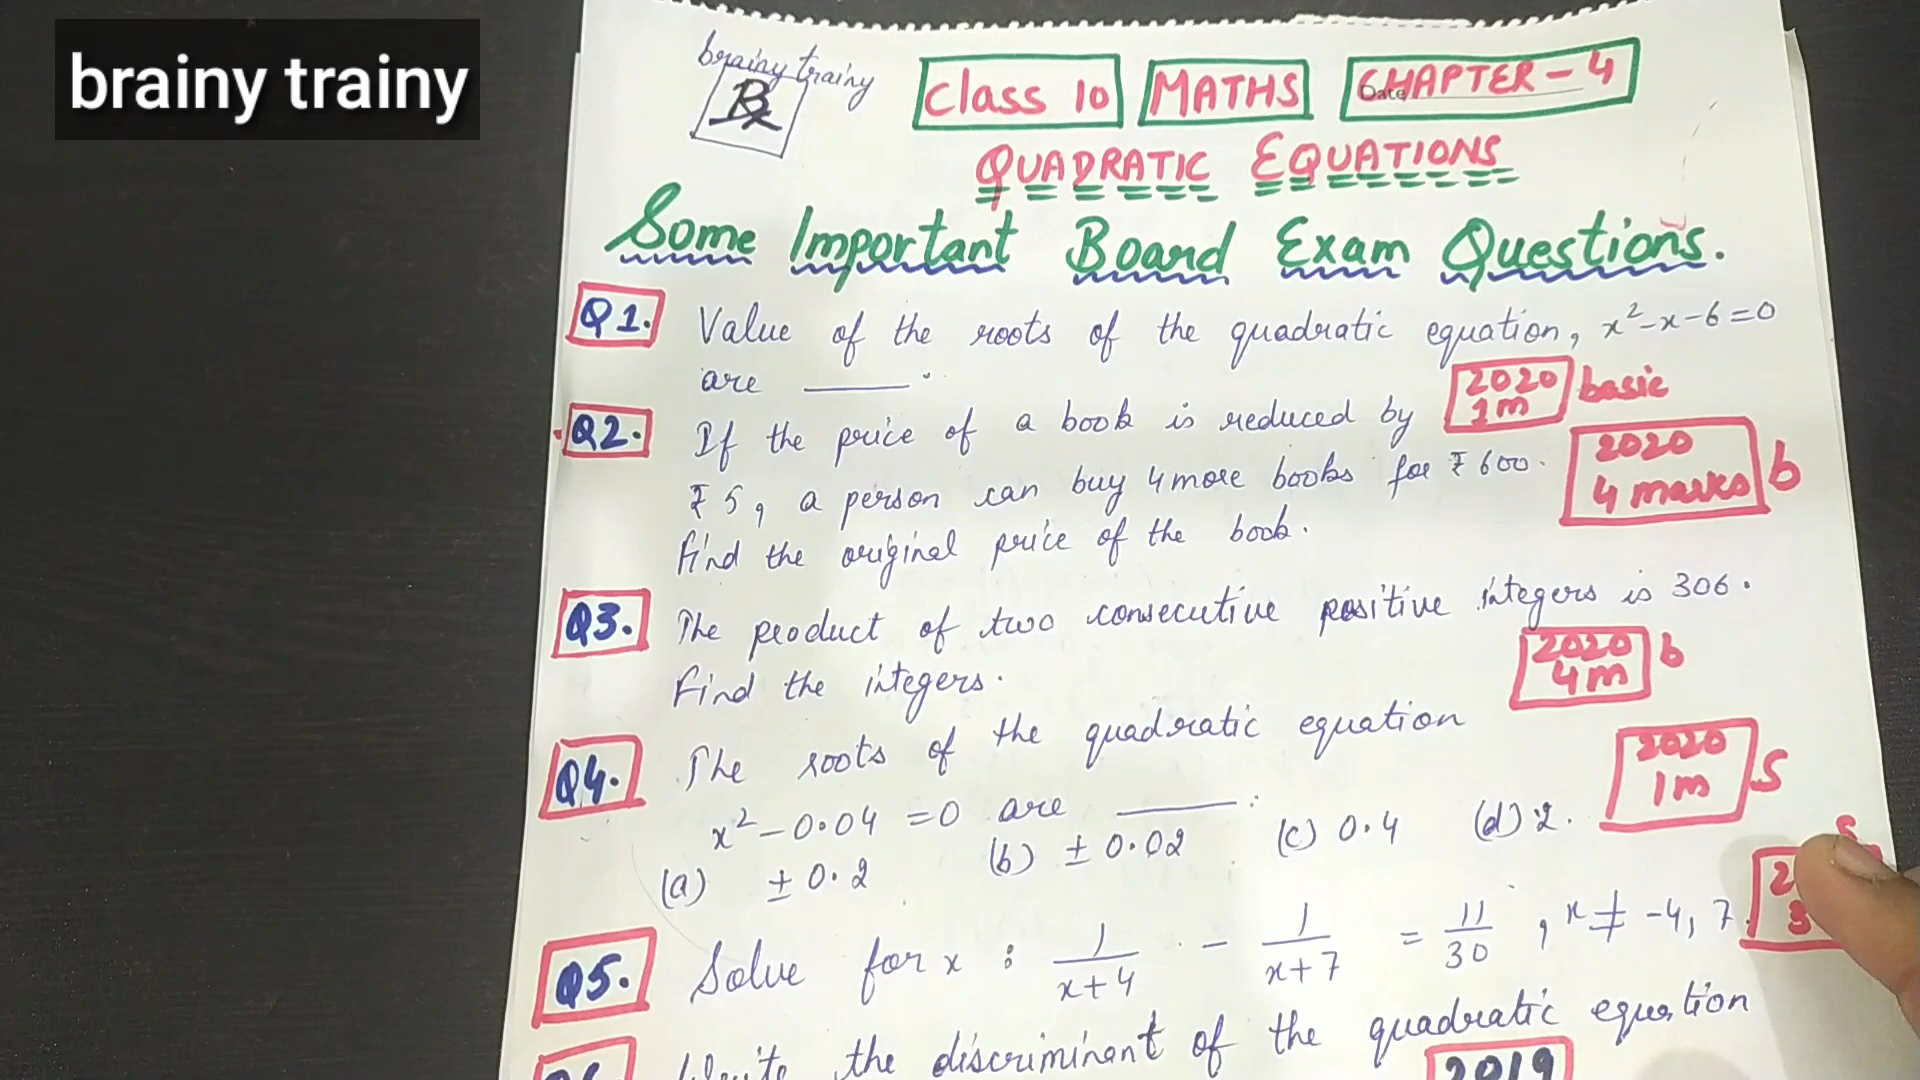 brainy trainy
brainy trainy
Class 10 MATHS CHAPTER-4
Date
QUADRATIC EQUATIONS
Some Important Board Exam Questions.
Q1. Value of the roots of the quadratic equation, x²-x-6=0
are ______.
2020 1m basic
Q2. If the price of a book is reduced by
₹5, a person can buy 4 more books for ₹600.
find the original price of the book.
2020 4 marks b
Q3. The product of two consecutive positive integers is 306.
Find the integers.
2020 4m b
Q4. The roots of the quadratic equation
x²-0.04 =0 are ______.
2020 1m S
(a) ±0.2 (b) ±0.02 (c) 0.4 (d) 2.
Q5. Solve for x : 1/(x+4) - 1/(x+7) = 11/30 , x≠ -4, 7.
Write the discriminant of the quadratic equation
2019